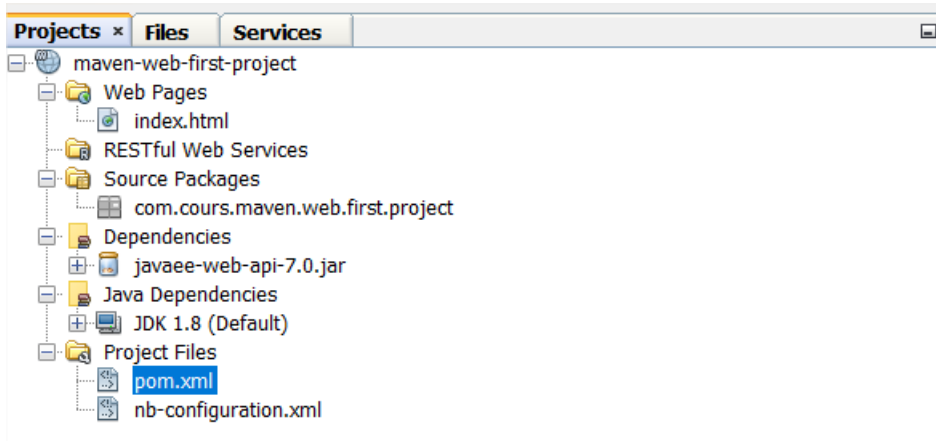 Projects × Files Services
maven-web-first-project
Web Pages
index.html
RESTful Web Services
Source Packages
com.cours.maven.web.first.project
Dependencies
javaee-web-api-7.0.jar
Java Dependencies
JDK 1.8 (Default)
Project Files
pom.xml
nb-configuration.xml